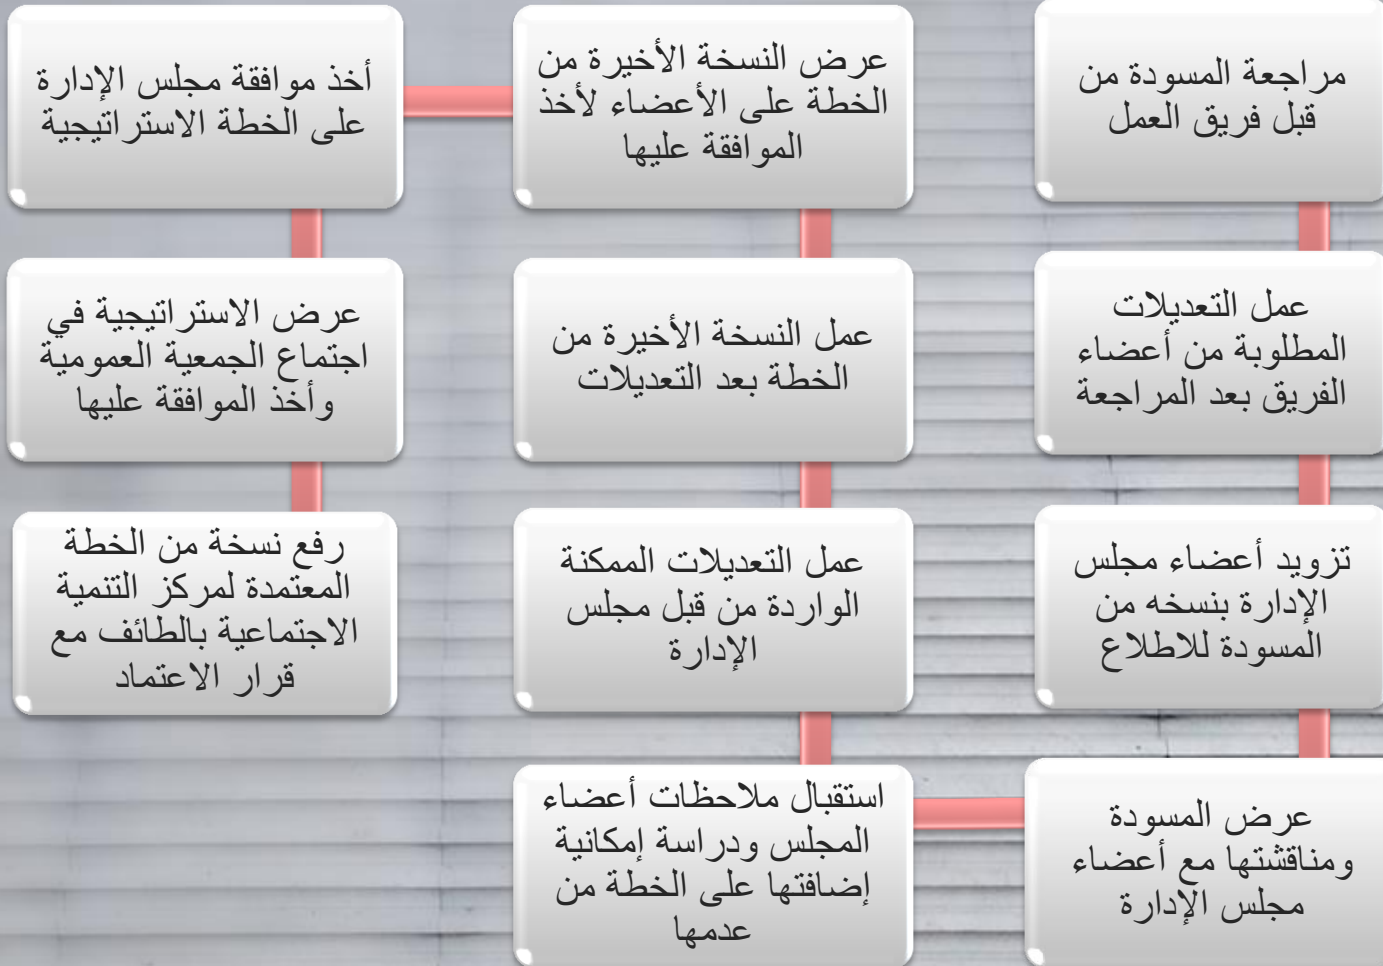 مراجعة المسودة من
قبل فريق العمل
عمل التعديلات
المطلوبة من أعضاء
الفريق بعد المراجعة
تزويد أعضاء مجلس
الإدارة بنسخه من
المسودة للاطلاع
عرض المسودة
ومناقشتها مع أعضاء
مجلس الإدارة
استقبال ملاحظات أعضاء
المجلس ودراسة إمكانية
إضافتها على الخطة من
عدمها
عمل التعديلات الممكنة
الواردة من قبل مجلس
الإدارة
عمل النسخة الأخيرة من
الخطة بعد التعديلات
عرض النسخة الأخيرة من
الخطة على الأعضاء لأخذ
الموافقة عليها
أخذ موافقة مجلس الإدارة
على الخطة الاستراتيجية
عرض الاستراتيجية في
اجتماع الجمعية العمومية
وأخذ الموافقة عليها
رفع نسخة من الخطة
المعتمدة لمركز التنمية
الاجتماعية بالطائف مع
قرار الاعتماد